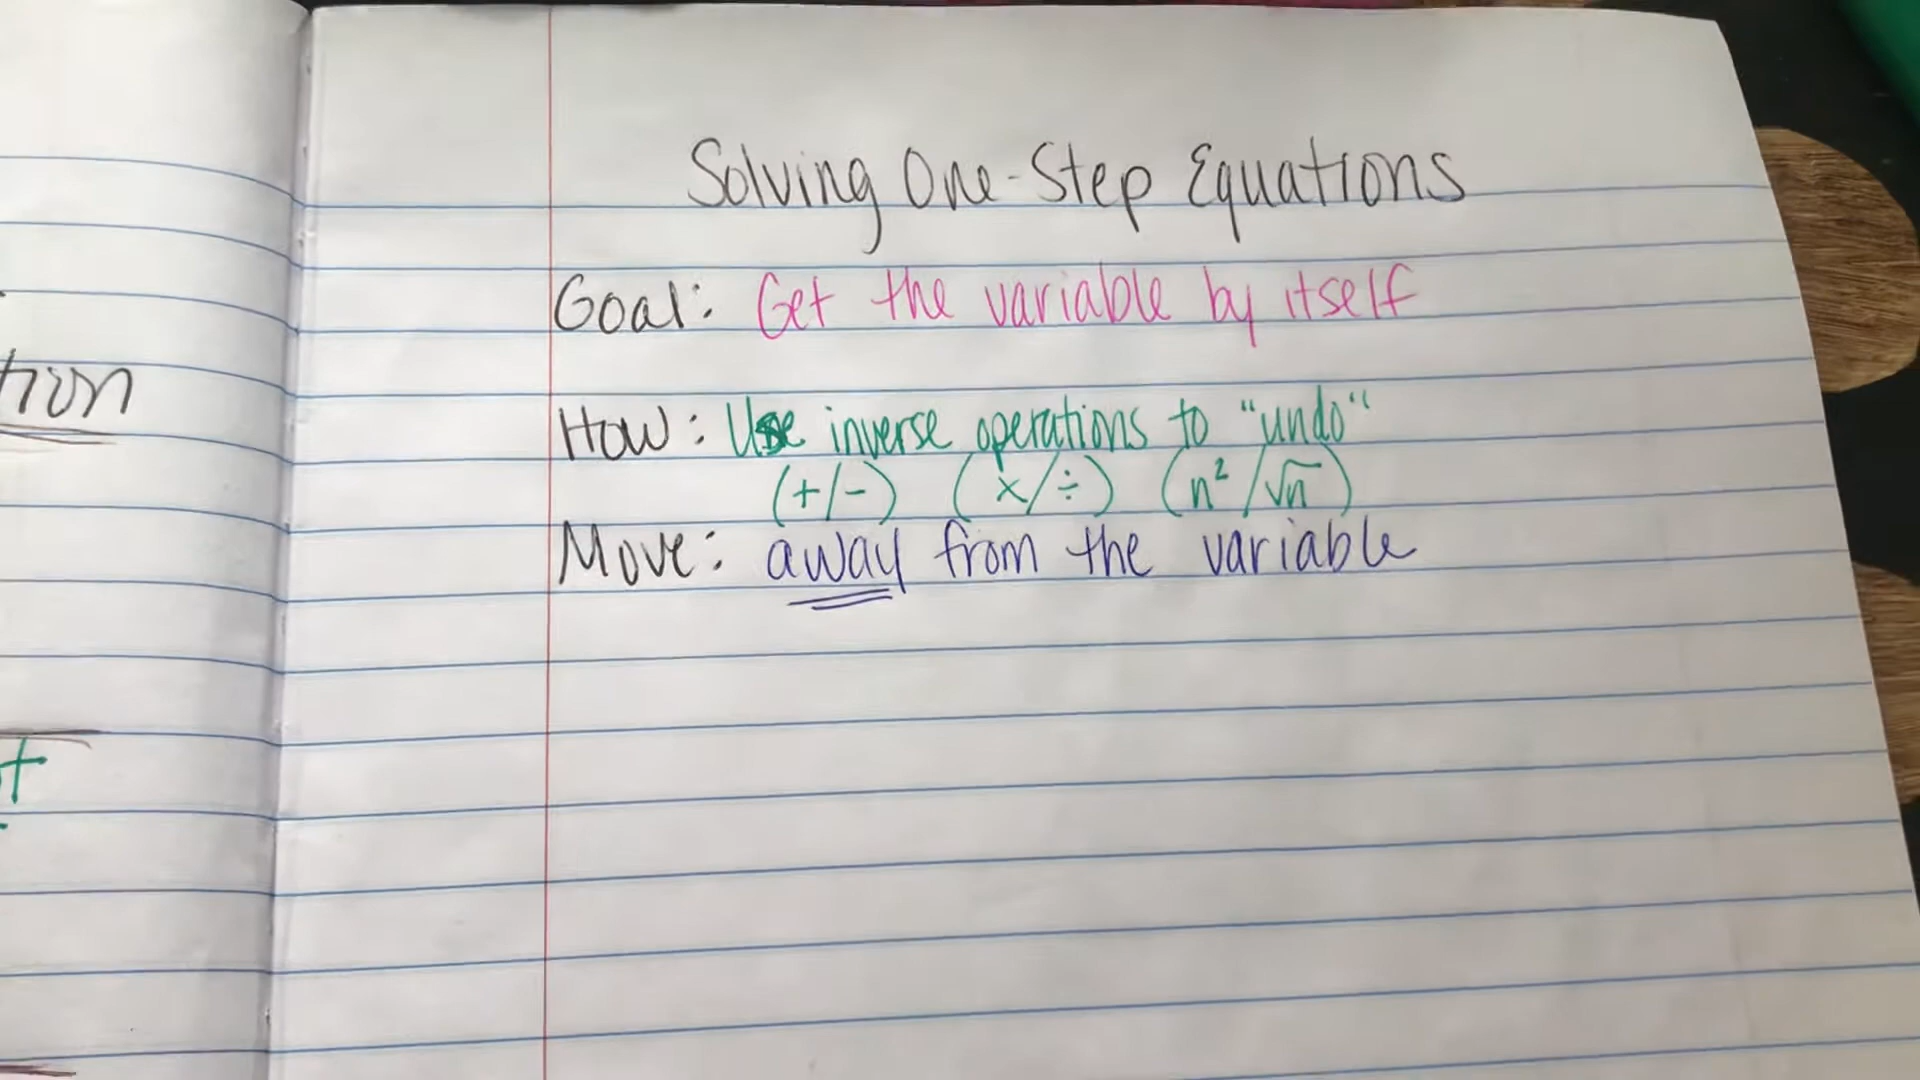 Solving One-Step Equations
Goal: Get the variable by itself
tion
How: Use inverse operations to "undo"
(+/-) (x/÷) (n²/√n)
Move: away from the variable
t